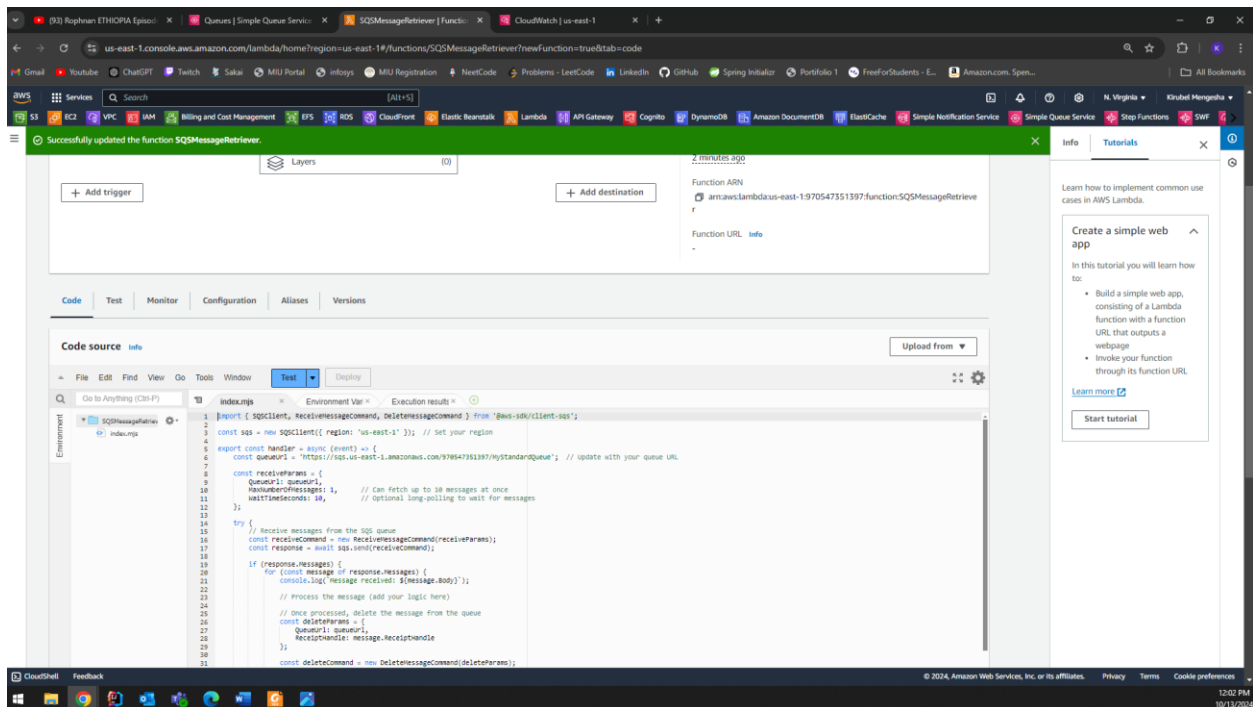 (93) Rophnan ETHIOPIA Episod
Queues | Simple Queue Service
SQSMessageRetriever | Functio
CloudWatch | us-east-1
us-east-1.console.aws.amazon.com/lambda/home?region=us-east-1#/functions/SQSMessageRetriever?newFunction=true&tab=code
Gmail Youtube ChatGPT Twitch Sakai MIU Portal infosys MIU Registration NeetCode Problems - LeetCode LinkedIn GitHub Spring Initializr Portifolio 1 FreeForStudents - E... Amazon.com. Spen... All Bookmarks
aws Services Search [Alt+S] N. Virginia Kirubel Mengesha
S3 EC2 VPC IAM Billing and Cost Management EFS RDS CloudFront Elastic Beanstalk Lambda API Gateway Cognito DynamoDB Amazon DocumentDB ElastiCache Simple Notification Service Simple Queue Service Step Functions SWF
Successfully updated the function SQSMessageRetriever.
Layers (0)
+ Add trigger
+ Add destination
2 minutes ago
Function ARN
arn:aws:lambda:us-east-1:970547351397:function:SQSMessageRetrieve
r
Function URL Info
-
Code Test Monitor Configuration Aliases Versions
Code source Info
Upload from
File Edit Find View Go Tools Window Test Deploy
Go to Anything (Ctrl-P)
index.mjs Environment Var Execution results
Environment
SQSMessageRetriev
index.mjs
1 import { SQSClient, ReceiveMessageCommand, DeleteMessageCommand } from '@aws-sdk/client-sqs';
2
3 const sqs = new SQSClient({ region: 'us-east-1' }); // Set your region
4
5 export const handler = async (event) => {
6 const queueUrl = 'https://sqs.us-east-1.amazonaws.com/970547351397/MyStandardQueue'; // Update with your queue URL
7
8 const receiveParams = {
9 QueueUrl: queueUrl,
10 MaxNumberOfMessages: 1, // Can fetch up to 10 messages at once
11 WaitTimeSeconds: 10, // Optional long-polling to wait for messages
12 };
13
14 try {
15 // Receive messages from the SQS queue
16 const receiveCommand = new ReceiveMessageCommand(receiveParams);
17 const response = await sqs.send(receiveCommand);
18
19 if (response.Messages) {
20 for (const message of response.Messages) {
21 console.log(`Message received: ${message.Body}`);
22
23 // Process the message (add your logic here)
24
25 // Once processed, delete the message from the queue
26 const deleteParams = {
27 QueueUrl: queueUrl,
28 ReceiptHandle: message.ReceiptHandle
29 };
30
31 const deleteCommand = new DeleteMessageCommand(deleteParams);
Info Tutorials
Learn how to implement common use
cases in AWS Lambda.
Create a simple web
app
In this tutorial you will learn how
to:
• Build a simple web app,
consisting of a Lambda
function with a function
URL that outputs a
webpage
• Invoke your function
through its function URL
Learn more
Start tutorial
CloudShell Feedback © 2024, Amazon Web Services, Inc. or its affiliates. Privacy Terms Cookie preferences
12:02 PM
10/13/2024